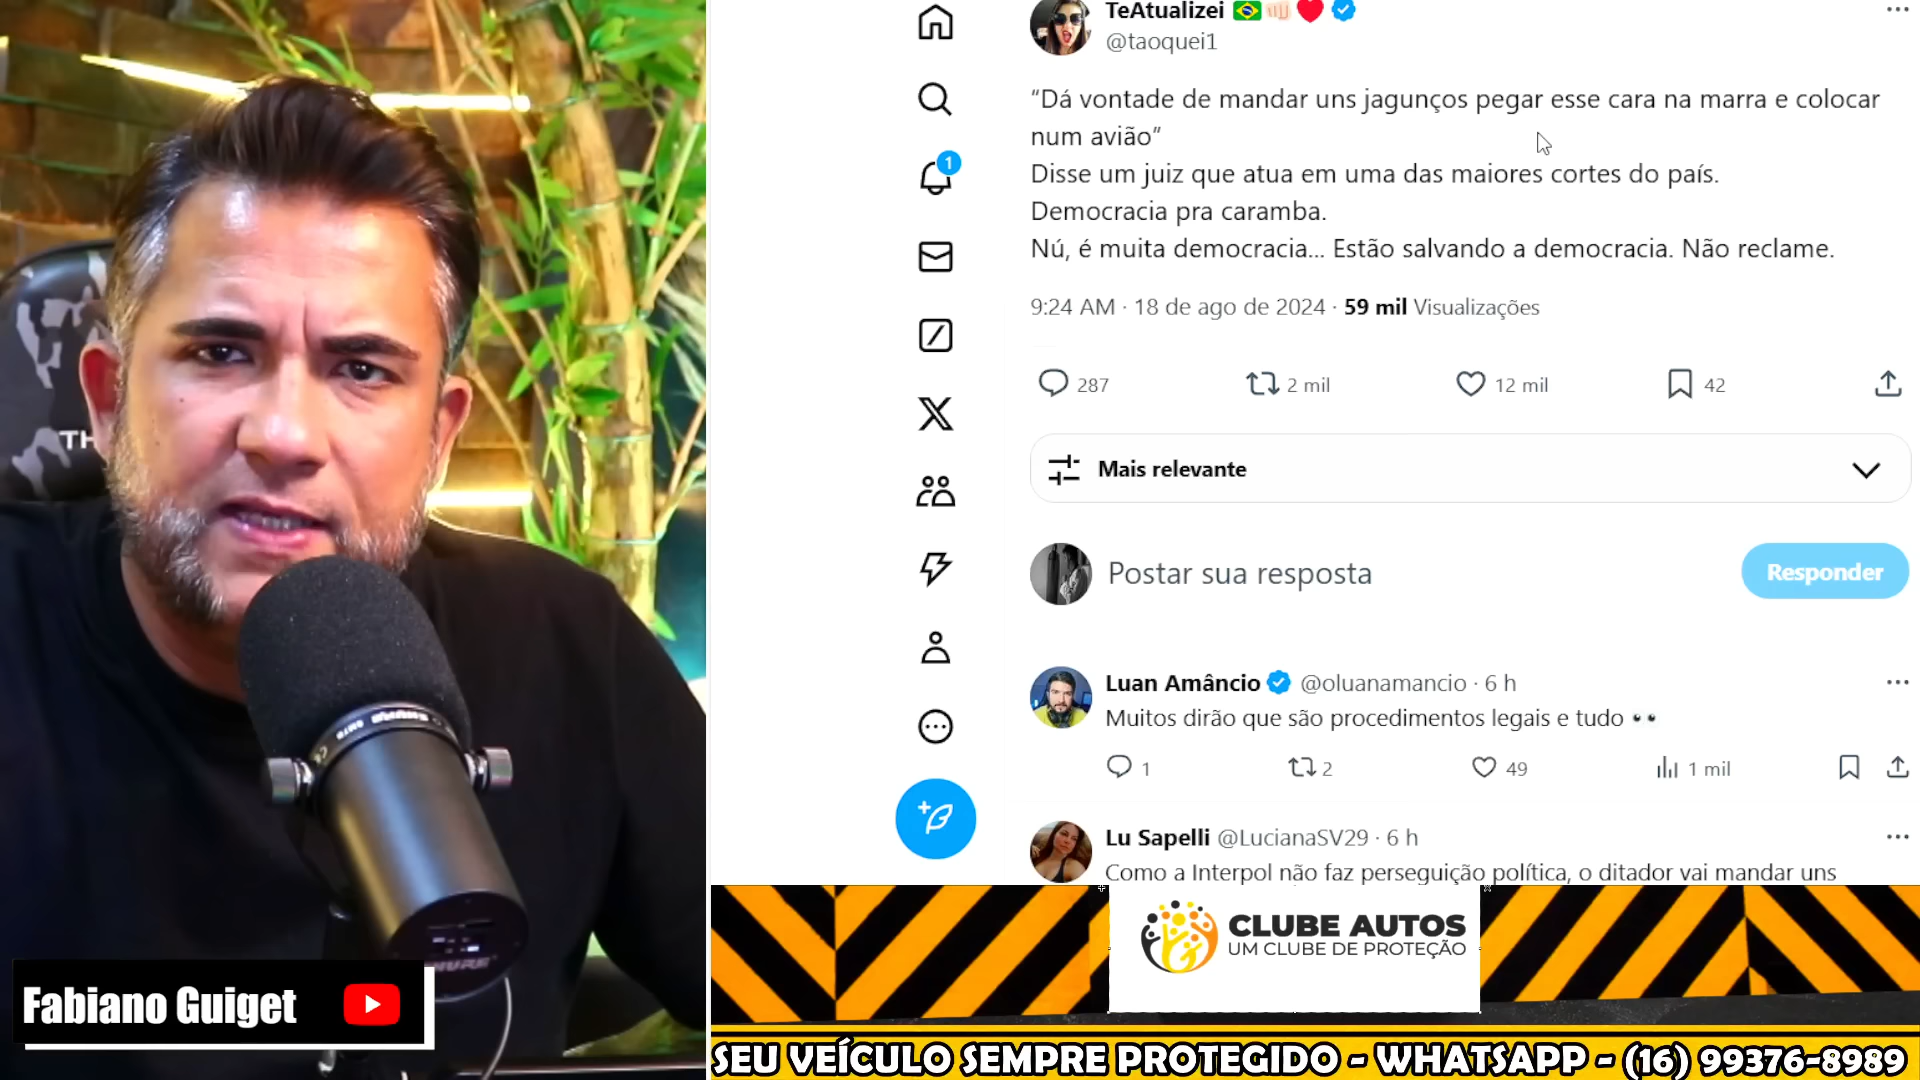 TeAtualizei
@taoquei1
“Dá vontade de mandar uns jagunços pegar esse cara na marra e colocar
num avião”
Disse um juiz que atua em uma das maiores cortes do país.
Democracia pra caramba.
Nú, é muita democracia... Estão salvando a democracia. Não reclame.
9:24 AM · 18 de ago de 2024 · 59 mil Visualizações
287 2 mil 12 mil 42
Mais relevante
Postar sua resposta
Responder
Luan Amâncio @oluanamancio · 6 h
Muitos dirão que são procedimentos legais e tudo
1 2 49 1 mil
Lu Sapelli @LucianaSV29 · 6 h
Como a Interpol não faz perseguição política, o ditador vai mandar uns
1
TH
CLUBE AUTOS
UM CLUBE DE PROTEÇÃO
Fabiano Guiget
SEU VEÍCULO SEMPRE PROTEGIDO - WHATSAPP - (16) 99376-8989